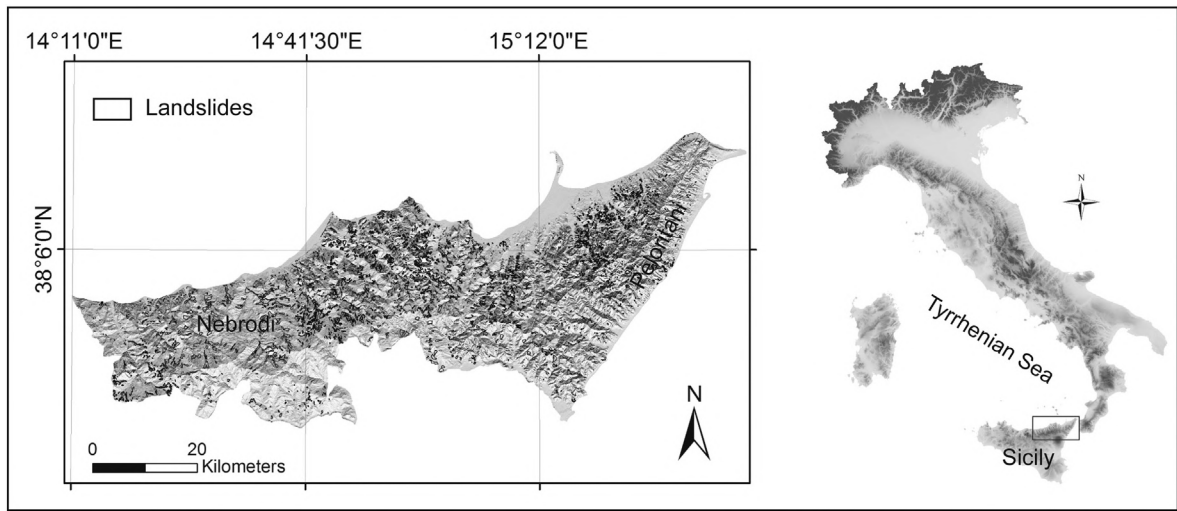 14°11'0"E
14°41'30"E
15°12'0"E
Landslides
38°6'0"N
Nebrodi
Peloritani
N
0
20
Kilometers
N
Tyrrhenian Sea
Sicily